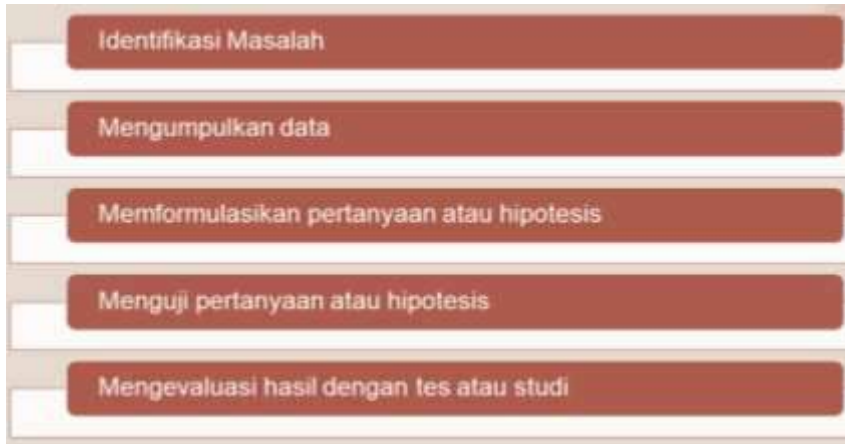 Identifikasi Masalah
Mengumpulkan data
Memformulasikan pertanyaan atau hipotesis
Menguji pertanyaan atau hipotesis
Mengevaluasi hasil dengan tes atau studi